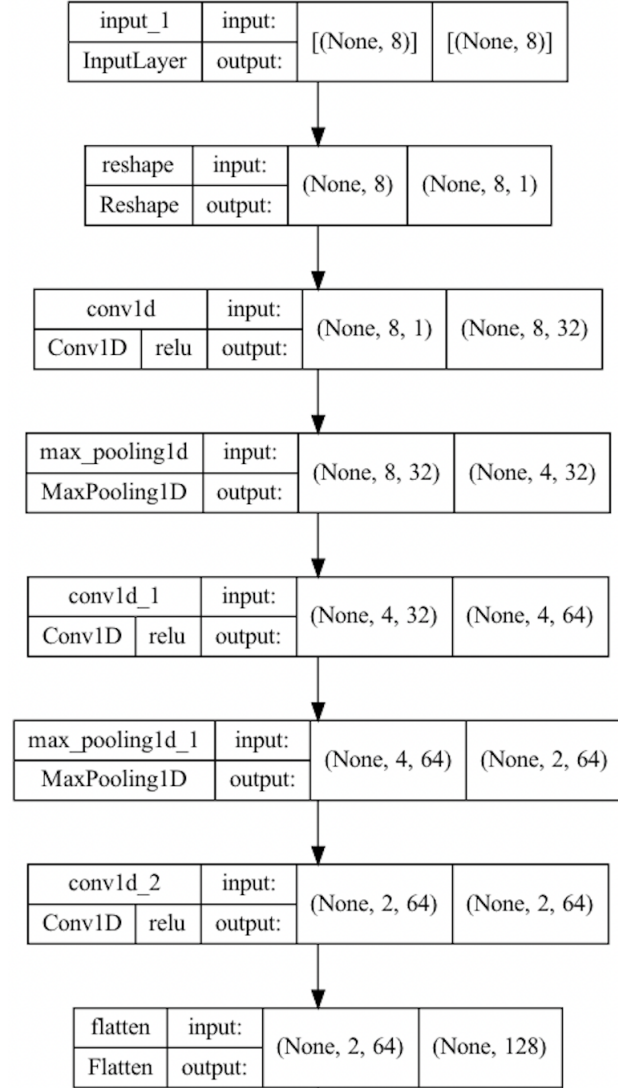 input_1 input: [(None, 8)] [(None, 8)]
InputLayer output:
reshape input: (None, 8) (None, 8, 1)
Reshape output:
conv1d input: (None, 8, 1) (None, 8, 32)
Conv1D relu output:
max_pooling1d input: (None, 8, 32) (None, 4, 32)
MaxPooling1D output:
conv1d_1 input: (None, 4, 32) (None, 4, 64)
Conv1D relu output:
max_pooling1d_1 input: (None, 4, 64) (None, 2, 64)
MaxPooling1D output:
conv1d_2 input: (None, 2, 64) (None, 2, 64)
Conv1D relu output:
flatten input: (None, 2, 64) (None, 128)
Flatten output: